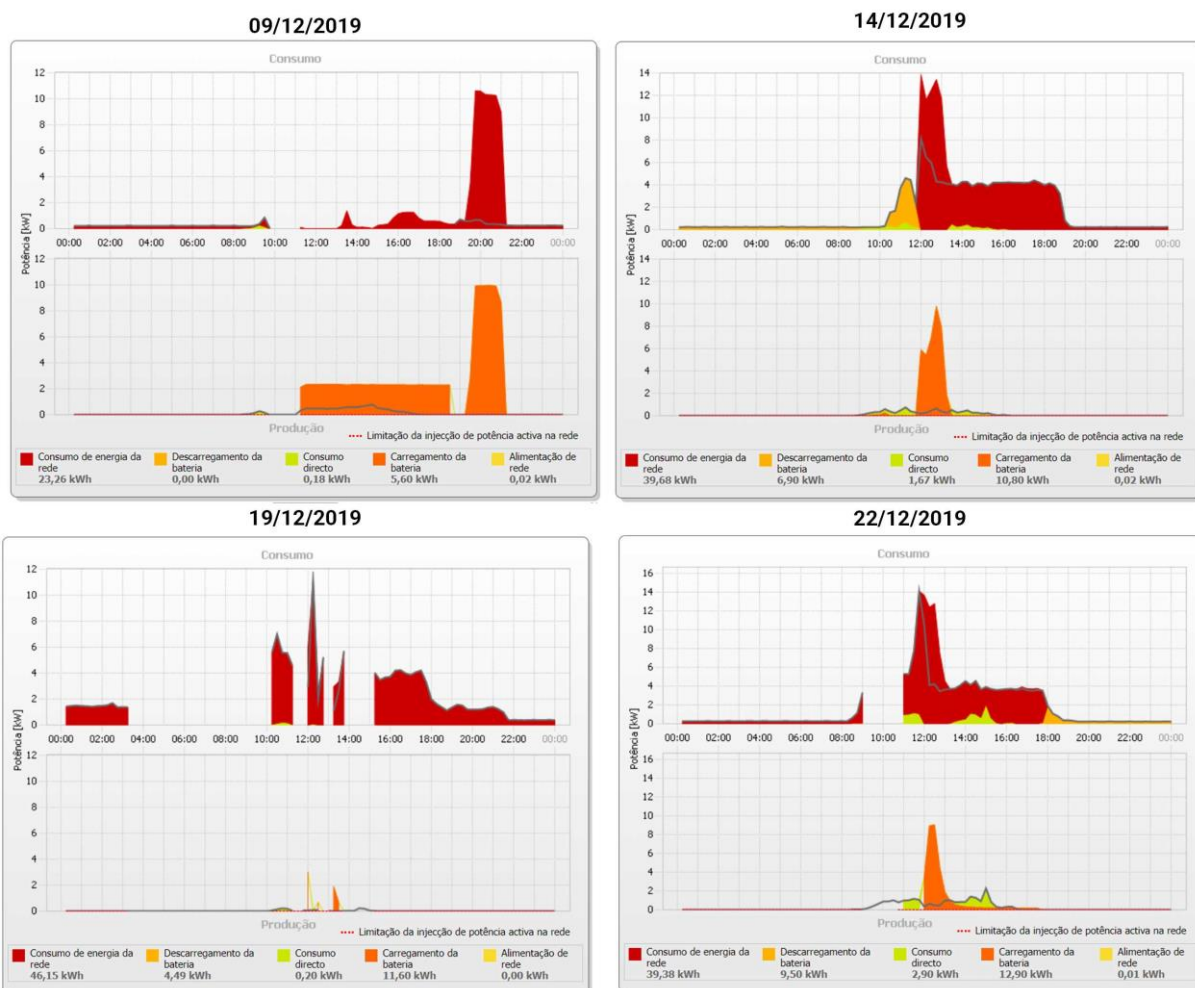 09/12/2019
Consumo
12
10
8
6
4
2
0
00:00 02:00 04:00 06:00 08:00 10:00 12:00 14:00 16:00 18:00 20:00 22:00 00:00
Potência [kW]
12
10
8
6
4
2
0
Produção
Limitação da injecção de potência activa na rede
Consumo de energia da rede 23,26 kWh
Descarregamento da bateria 0,00 kWh
Consumo directo 0,18 kWh
Carregamento da bateria 5,60 kWh
Alimentação de rede 0,02 kWh
14/12/2019
Consumo
14
12
10
8
6
4
2
0
00:00 02:00 04:00 06:00 08:00 10:00 12:00 14:00 16:00 18:00 20:00 22:00 00:00
Potência [kW]
14
12
10
8
6
4
2
0
Produção
Limitação da injecção de potência activa na rede
Consumo de energia da rede 39,68 kWh
Descarregamento da bateria 6,90 kWh
Consumo directo 1,67 kWh
Carregamento da bateria 10,80 kWh
Alimentação de rede 0,02 kWh
19/12/2019
Consumo
12
10
8
6
4
2
0
00:00 02:00 04:00 06:00 08:00 10:00 12:00 14:00 16:00 18:00 20:00 22:00 00:00
Potência [kW]
12
10
8
6
4
2
0
Produção
Limitação da injecção de potência activa na rede
Consumo de energia da rede 46,15 kWh
Descarregamento da bateria 4,49 kWh
Consumo directo 0,20 kWh
Carregamento da bateria 11,60 kWh
Alimentação de rede 0,00 kWh
22/12/2019
Consumo
16
14
12
10
8
6
4
2
0
00:00 02:00 04:00 06:00 08:00 10:00 12:00 14:00 16:00 18:00 20:00 22:00 00:00
Potência [kW]
16
14
12
10
8
6
4
2
0
Produção
Limitação da injecção de potência activa na rede
Consumo de energia da rede 39,38 kWh
Descarregamento da bateria 9,50 kWh
Consumo directo 2,90 kWh
Carregamento da bateria 12,90 kWh
Alimentação de rede 0,01 kWh